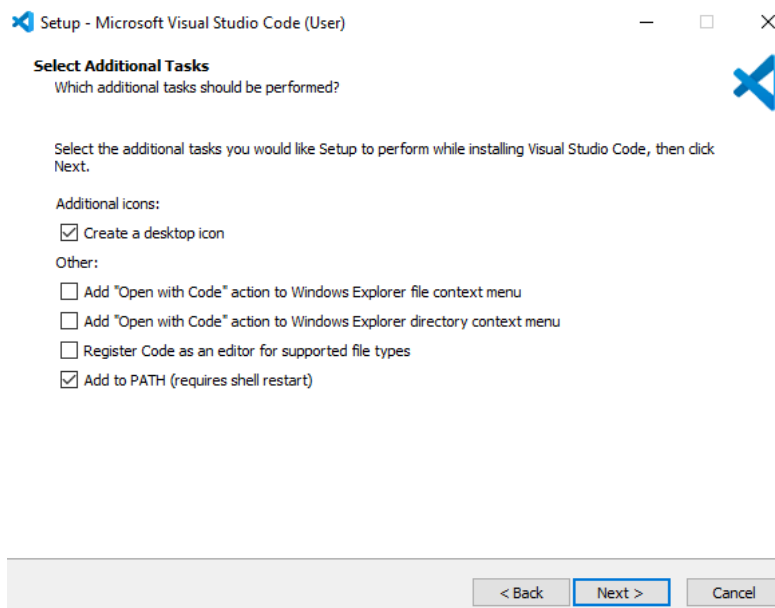 Setup - Microsoft Visual Studio Code (User)
Select Additional Tasks
Which additional tasks should be performed?
Select the additional tasks you would like Setup to perform while installing Visual Studio Code, then click
Next.
Additional icons:
Create a desktop icon
Other:
Add "Open with Code" action to Windows Explorer file context menu
Add "Open with Code" action to Windows Explorer directory context menu
Register Code as an editor for supported file types
Add to PATH (requires shell restart)
< Back Next > Cancel